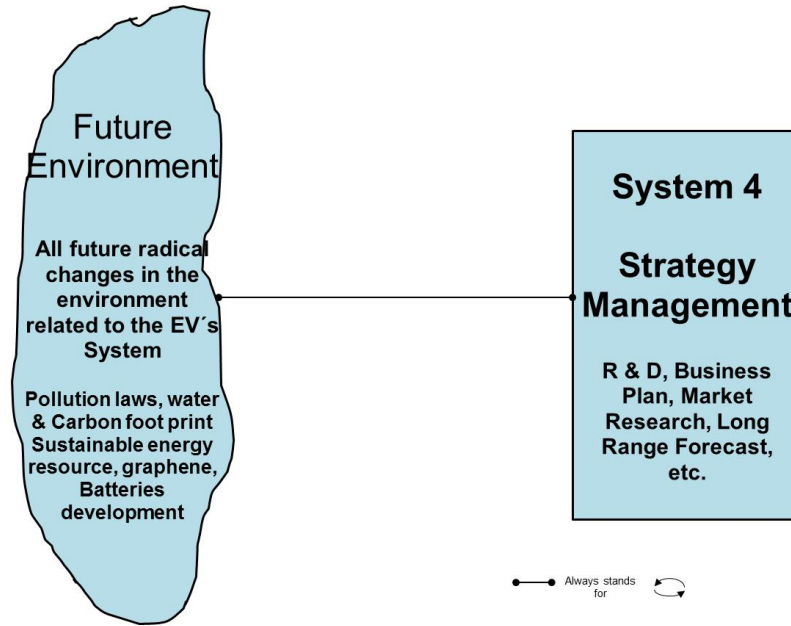 Future
Environment
All future radical
changes in the
environment
related to the EV´s
System
Pollution laws, water
& Carbon foot print
Sustainable energy
resource, graphene,
Batteries
development
System 4
Strategy
Management
R & D, Business
Plan, Market
Research, Long
Range Forecast,
etc.
Always stands
for